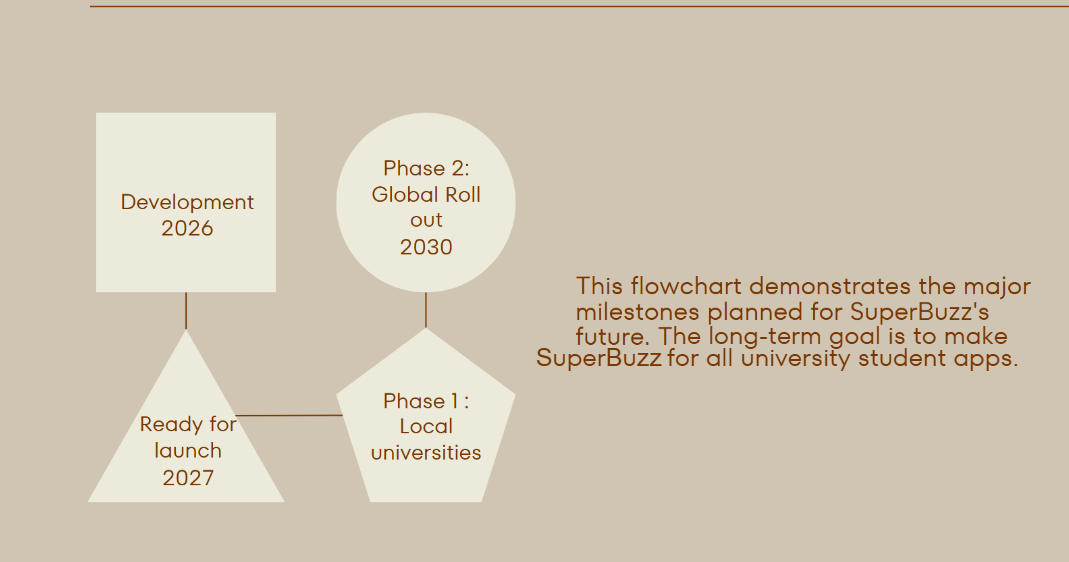 Development
2026
Ready for
launch
2027
Phase 1 :
Local
universities
Phase 2:
Global Roll
out
2030
This flowchart demonstrates the major
milestones planned for SuperBuzz's
future. The long-term goal is to make
SuperBuzz for all university student apps.